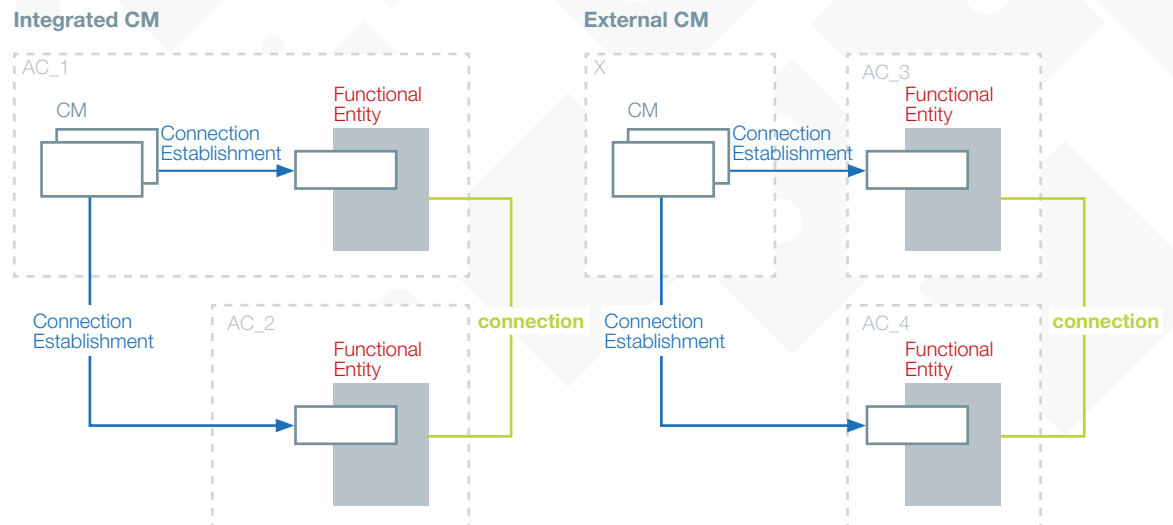 Integrated CM
AC_1
CM
Functional
Entity
Connection
Establishment
Connection
Establishment
AC_2
Functional
Entity
connection
External CM
X
CM
AC_3
Functional
Entity
Connection
Establishment
Connection
Establishment
AC_4
Functional
Entity
connection